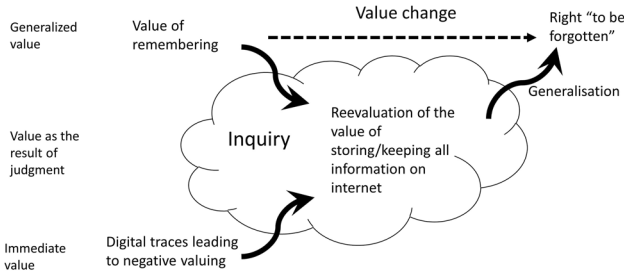 Value change
Right “to be
forgotten”
Generalized
value
Value of
remembering
Generalisation
Reevaluation of the
value of
storing/keeping all
information on
internet
Inquiry
Value as the
result of
judgment
Immediate
value
Digital traces leading
to negative valuing